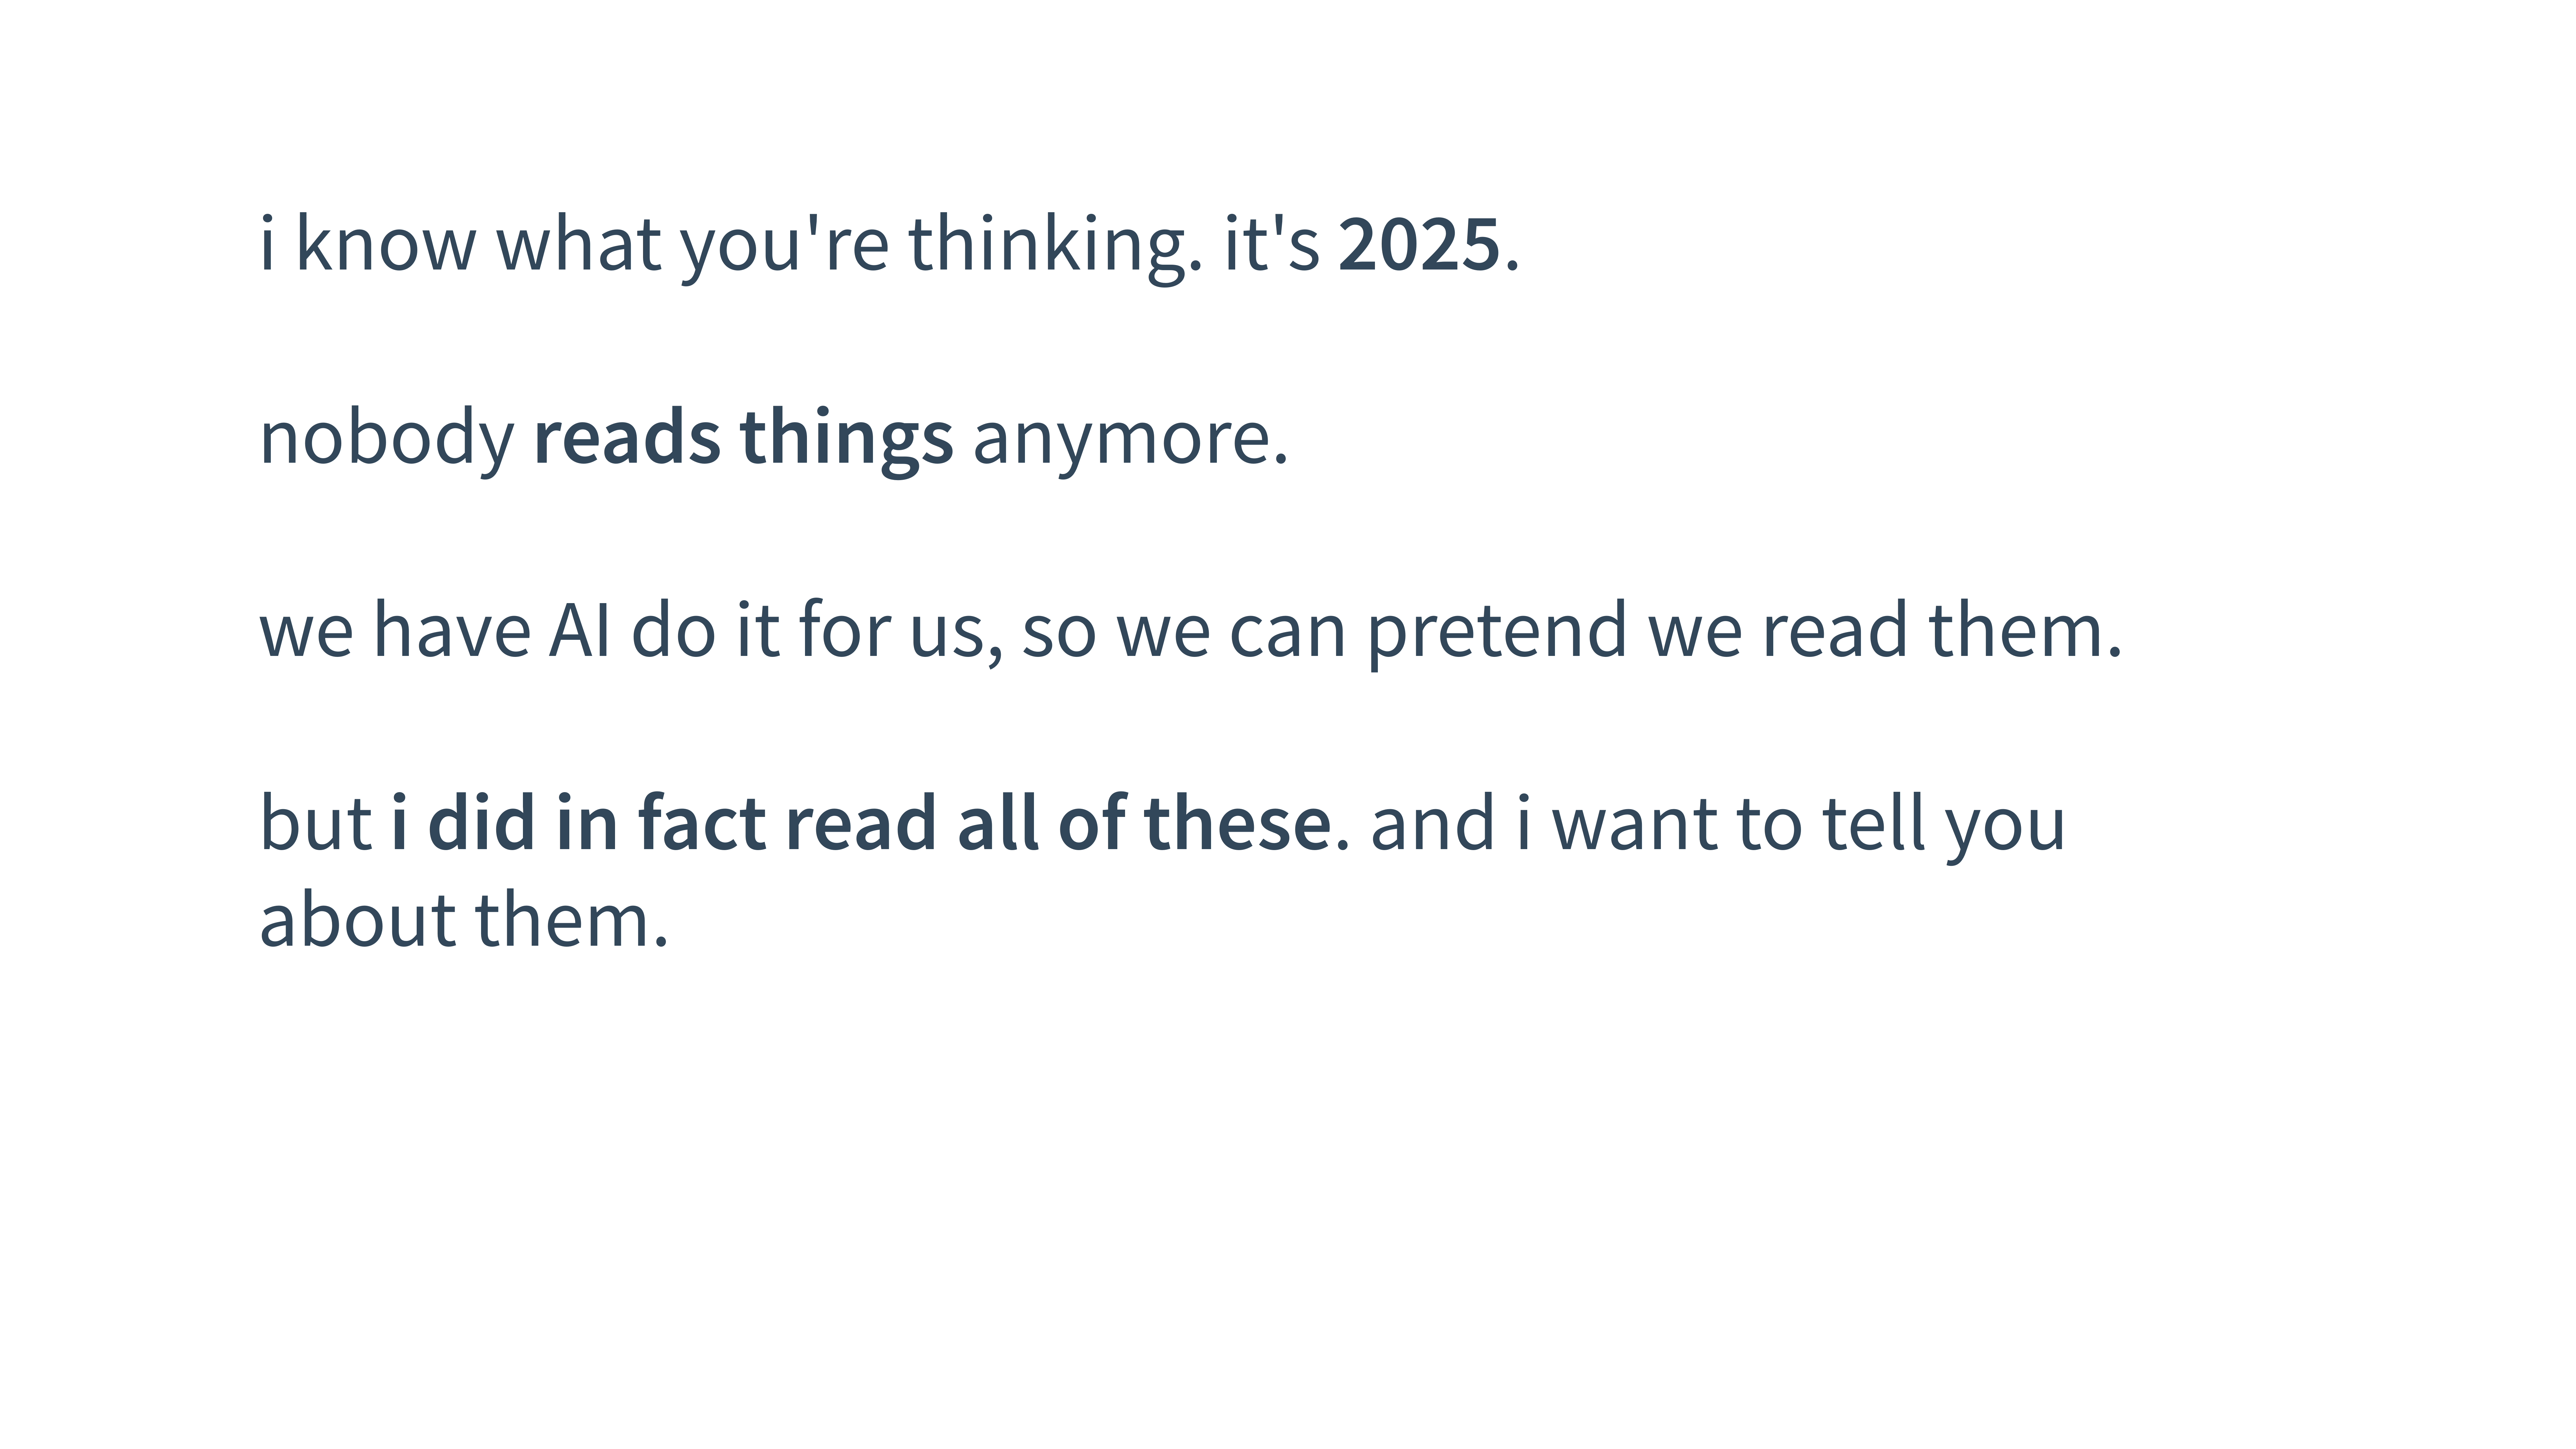 i know what you're thinking. it's 2025.
nobody reads things anymore.
we have AI do it for us, so we can pretend we read them.
but i did in fact read all of these. and i want to tell you
about them.